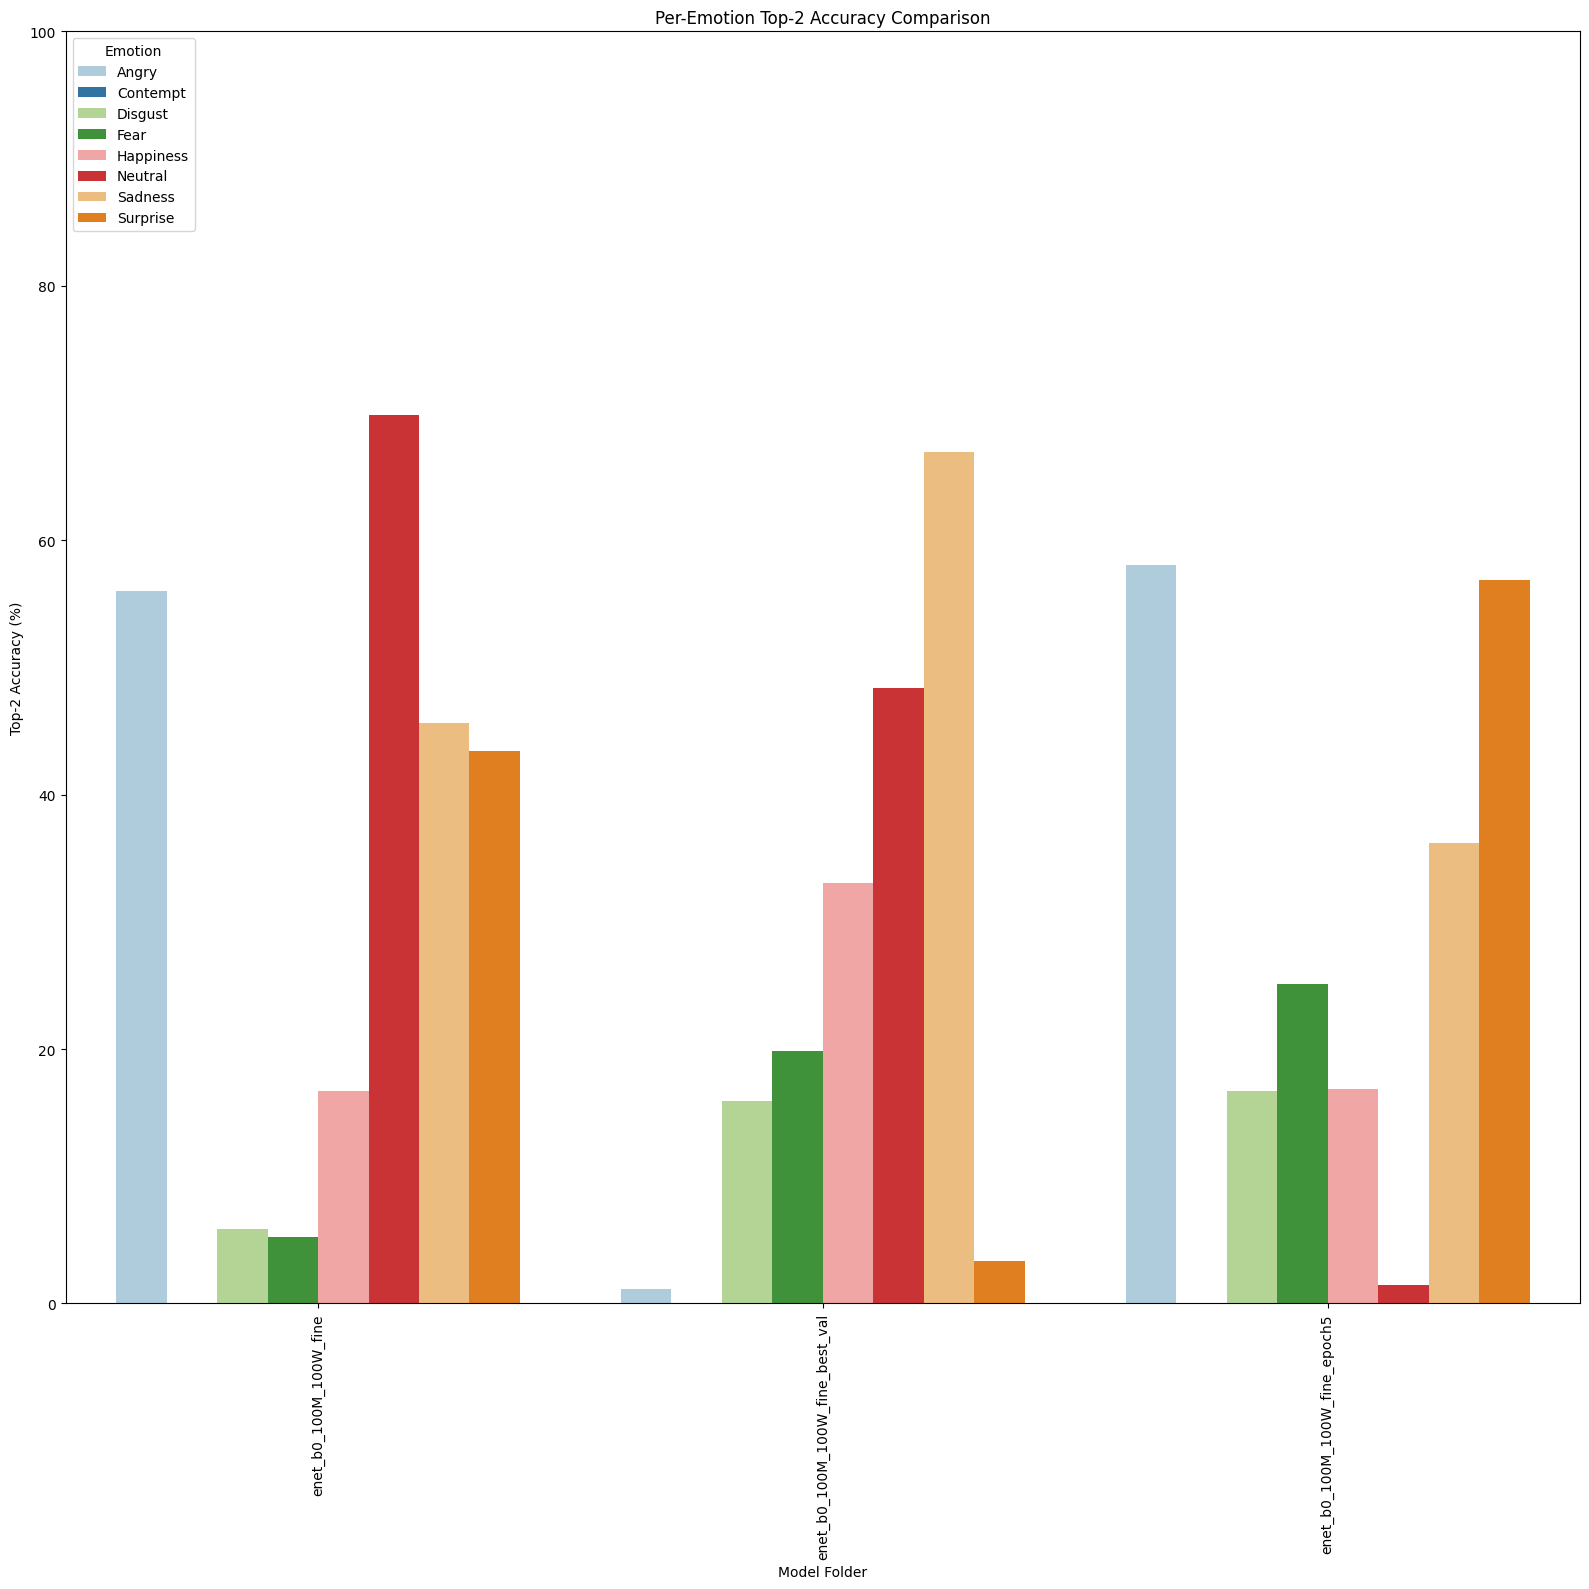 Per-Emotion Top-2 Accuracy Comparison
Emotion
Angry
Contempt
Disgust
Fear
Happiness
Neutral
Sadness
Surprise
100
80
60
40
20
0
Top-2 Accuracy (%)
enet_b0_100M_100W_fine
enet_b0_100M_100W_fine_best_val
enet_b0_100M_100W_fine_epoch5
Model Folder